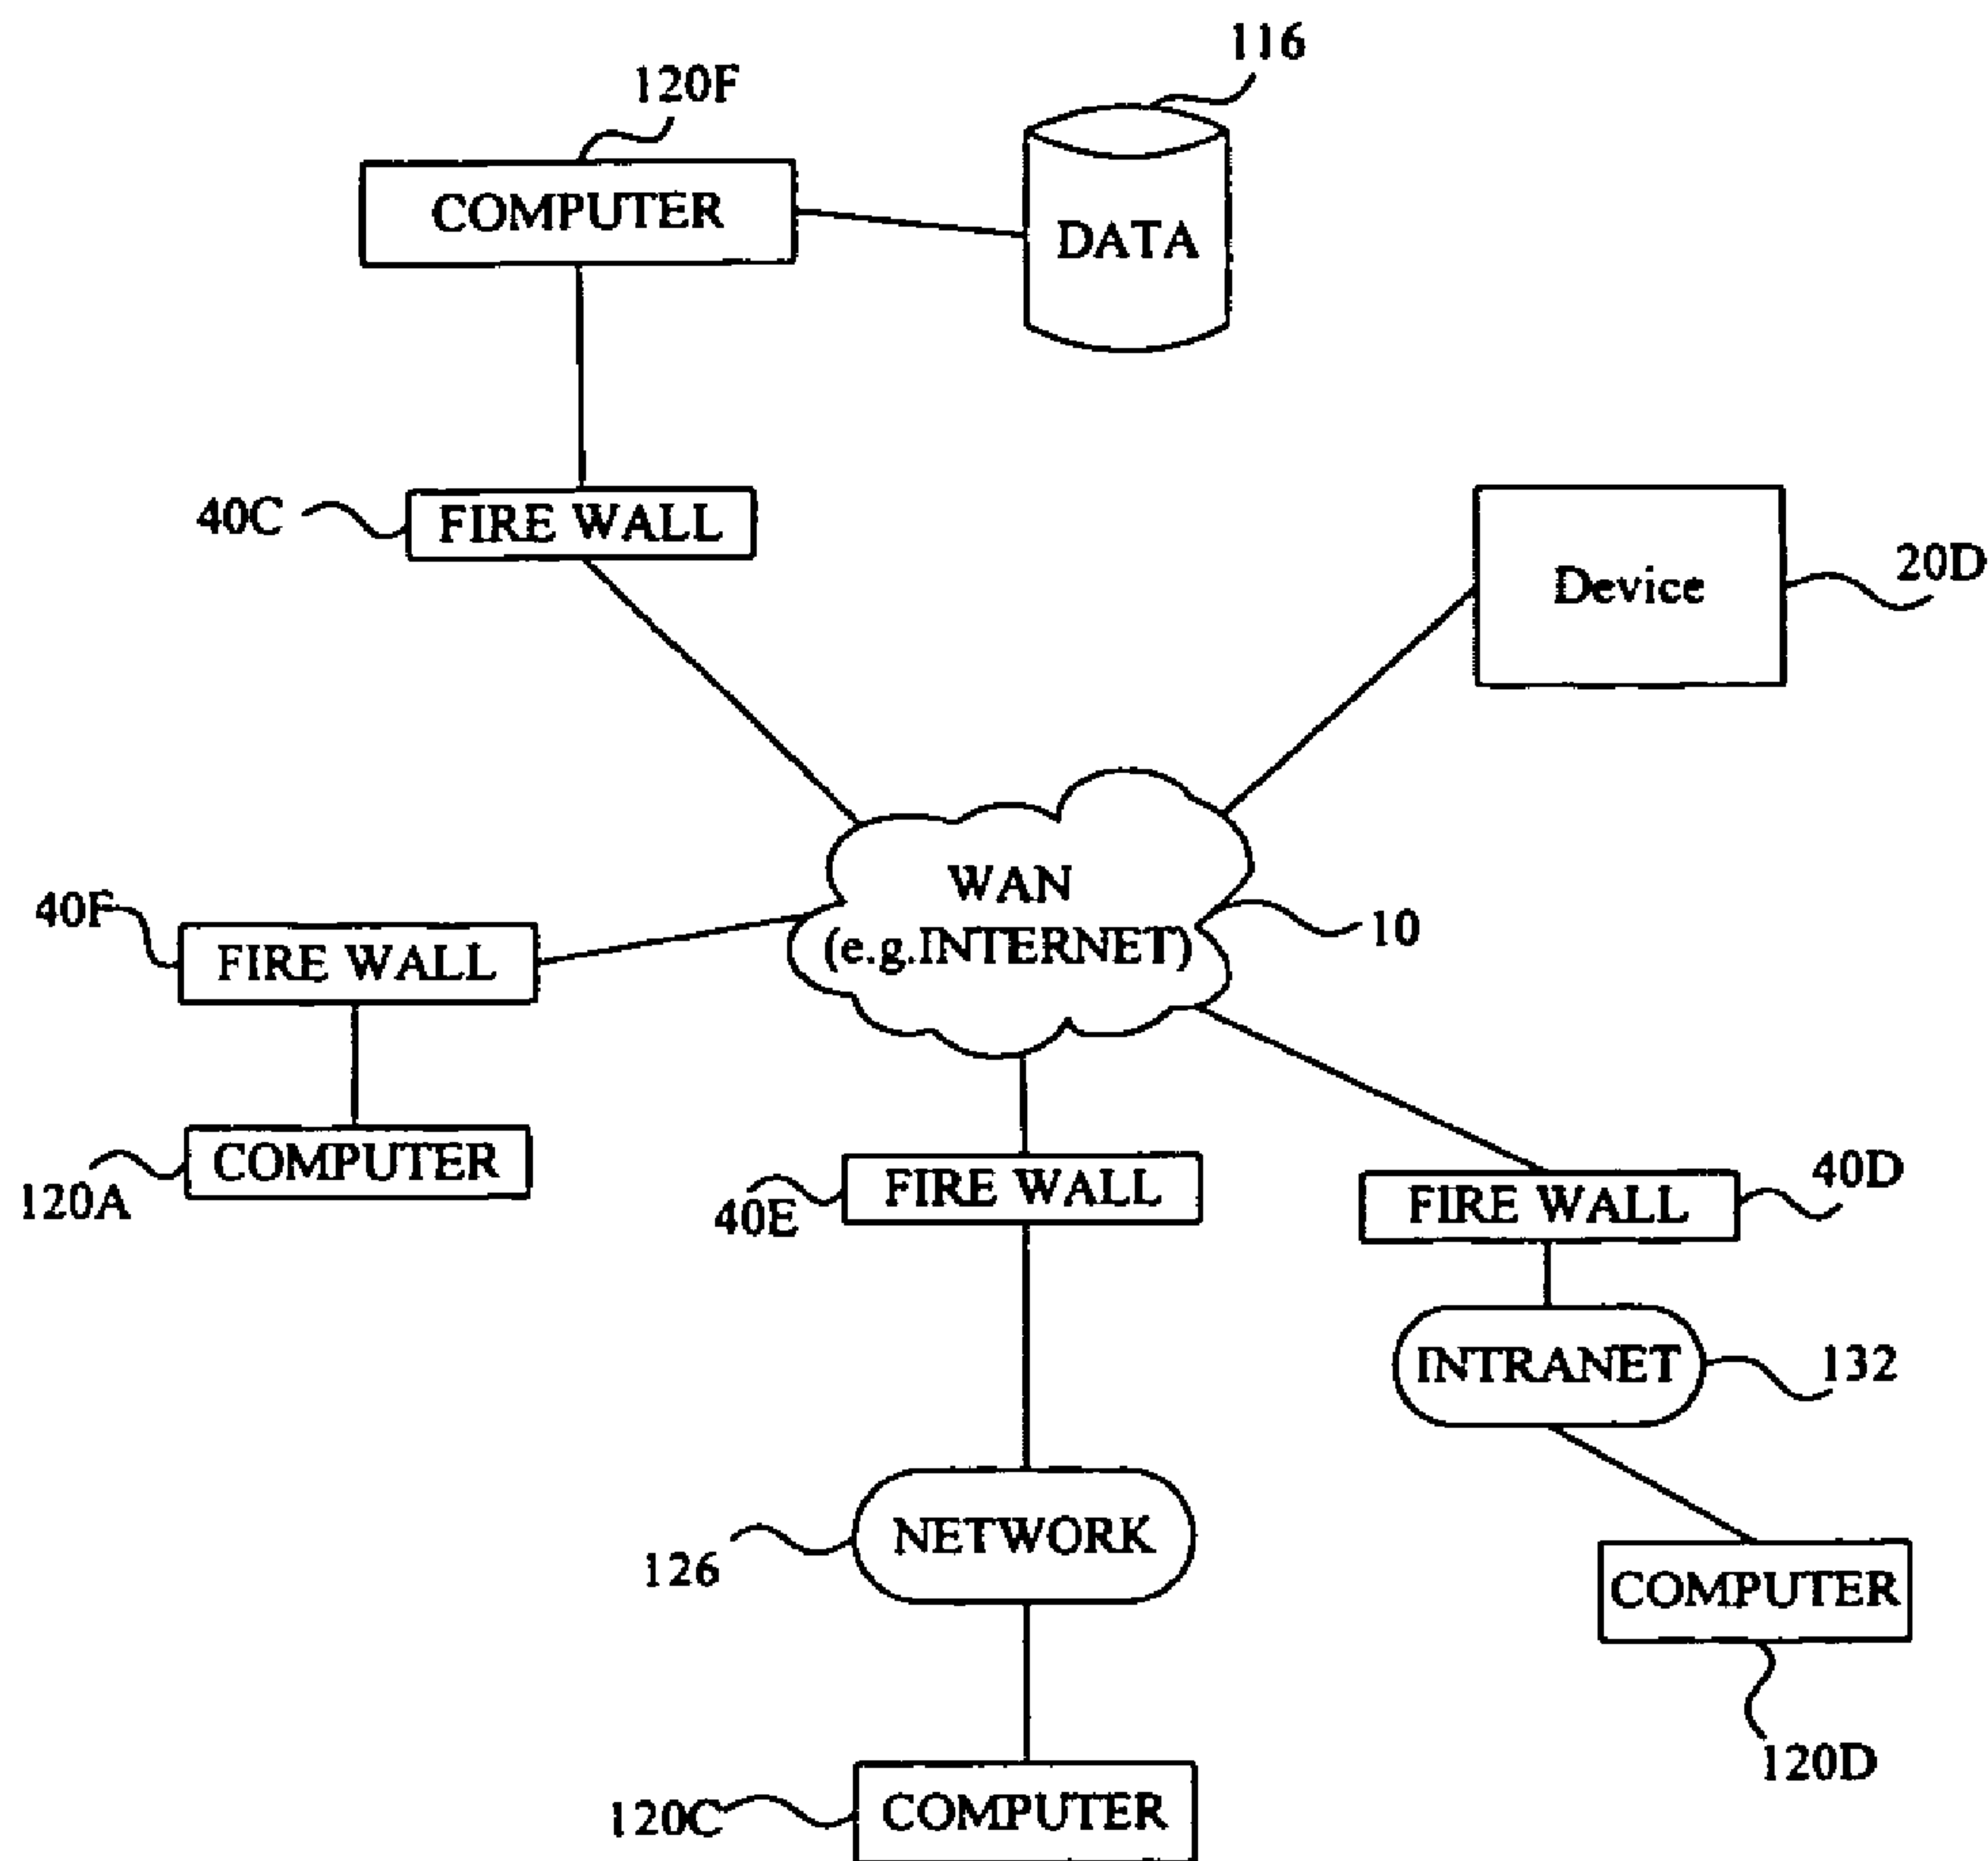 116
120F
COMPUTER
DATA
40C
FIRE WALL
20D
Device
WAN
(e.g.INTERNET)
10
40F
FIRE WALL
COMPUTER
120A
FIRE WALL
40E
40D
FIRE WALL
INTRANET
132
NETWORK
126
COMPUTER
120D
120C
COMPUTER